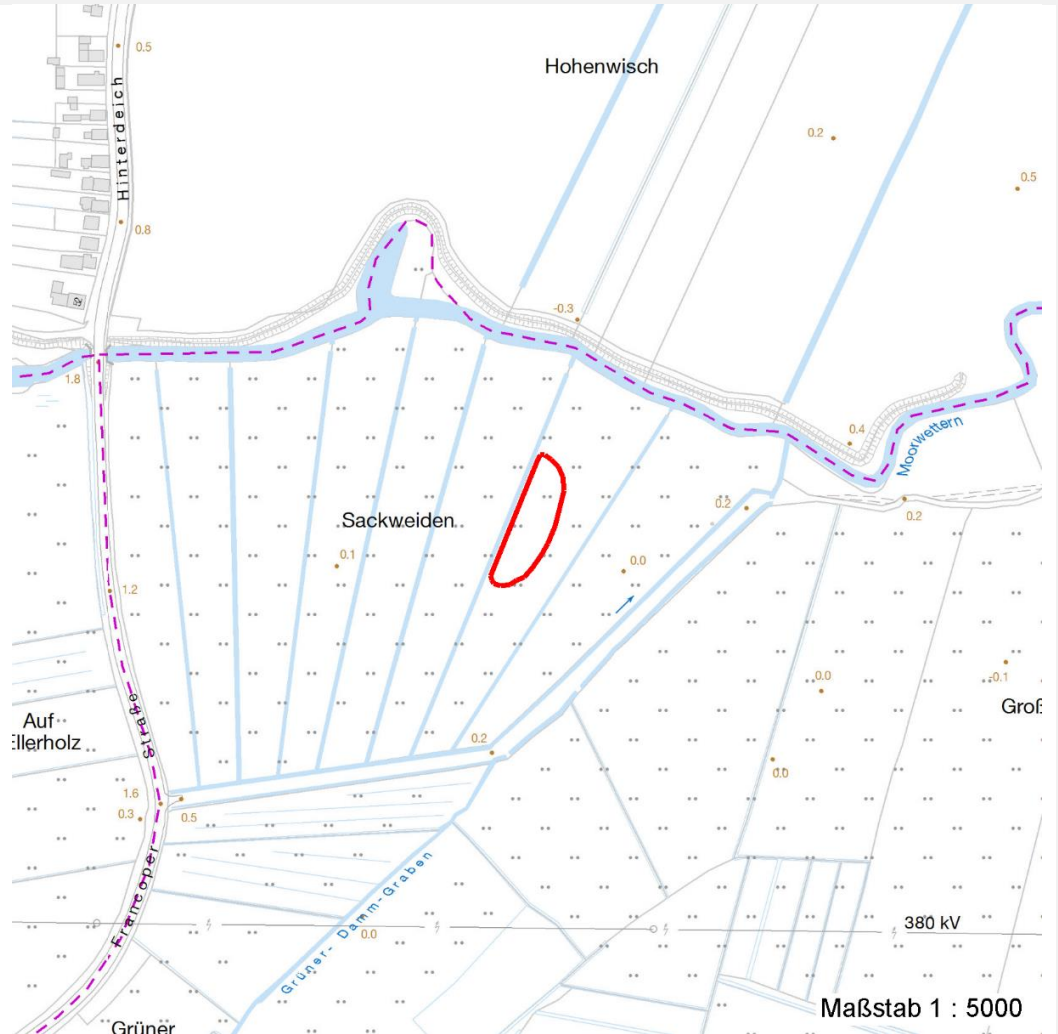 0.5
Hohenwisch
Hinterdeich
0.2
0.5
0.8
-0.3
1.8
0.4
Moorwettern
0.2
0.2
Sackweiden
0.1
0.0
1.2
-0.1
0.0
Groß
Auf
Ellerholz
0.2
0.0
1.6
0.3
0.5
Francoper Straße
Grüner-Damm-Graben
0.0
380 kV
Maßstab 1 : 5000
Grüner